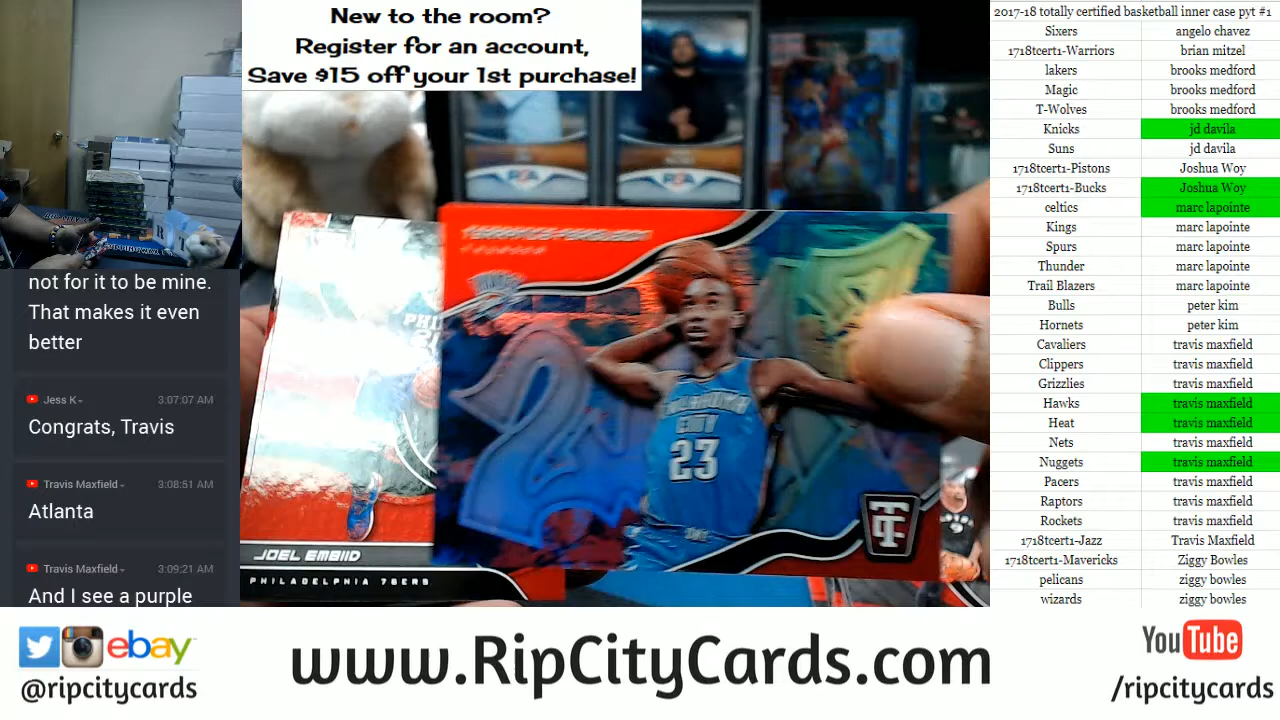 New to the room?
Register for an account,
Save $15 off your 1st purchase!
not for it to be mine.
That makes it even
better
Jess K 3:07:07 AM
Congrats, Travis
Travis Maxfield 3:08:51 AM
Atlanta
Travis Maxfield 3:09:21 AM
And I see a purple
PHIL
OKLAHOMA
CITY
23
JOEL EMBIID
PHILADELPHIA 76ERS
2017-18 totally certified basketball inner case pyt #1
Sixers angelo chavez
1718tcert1-Warriors brian mitzel
lakers brooks medford
Magic brooks medford
T-Wolves brooks medford
Knicks jd davila
Suns jd davila
1718tcert1-Pistons Joshua Woy
1718tcert1-Bucks Joshua Woy
celtics marc lapointe
Kings marc lapointe
Spurs marc lapointe
Thunder marc lapointe
Trail Blazers marc lapointe
Bulls peter kim
Hornets peter kim
Cavaliers travis maxfield
Clippers travis maxfield
Grizzlies travis maxfield
Hawks travis maxfield
Heat travis maxfield
Nets travis maxfield
Nuggets travis maxfield
Pacers travis maxfield
Raptors travis maxfield
Rockets travis maxfield
1718tcert1-Jazz Travis Maxfield
1718tcert1-Mavericks Ziggy Bowles
pelicans ziggy bowles
wizards ziggy bowles
ebay
@ripcitycards
www.RipCityCards.com
YouTube
/ripcitycards